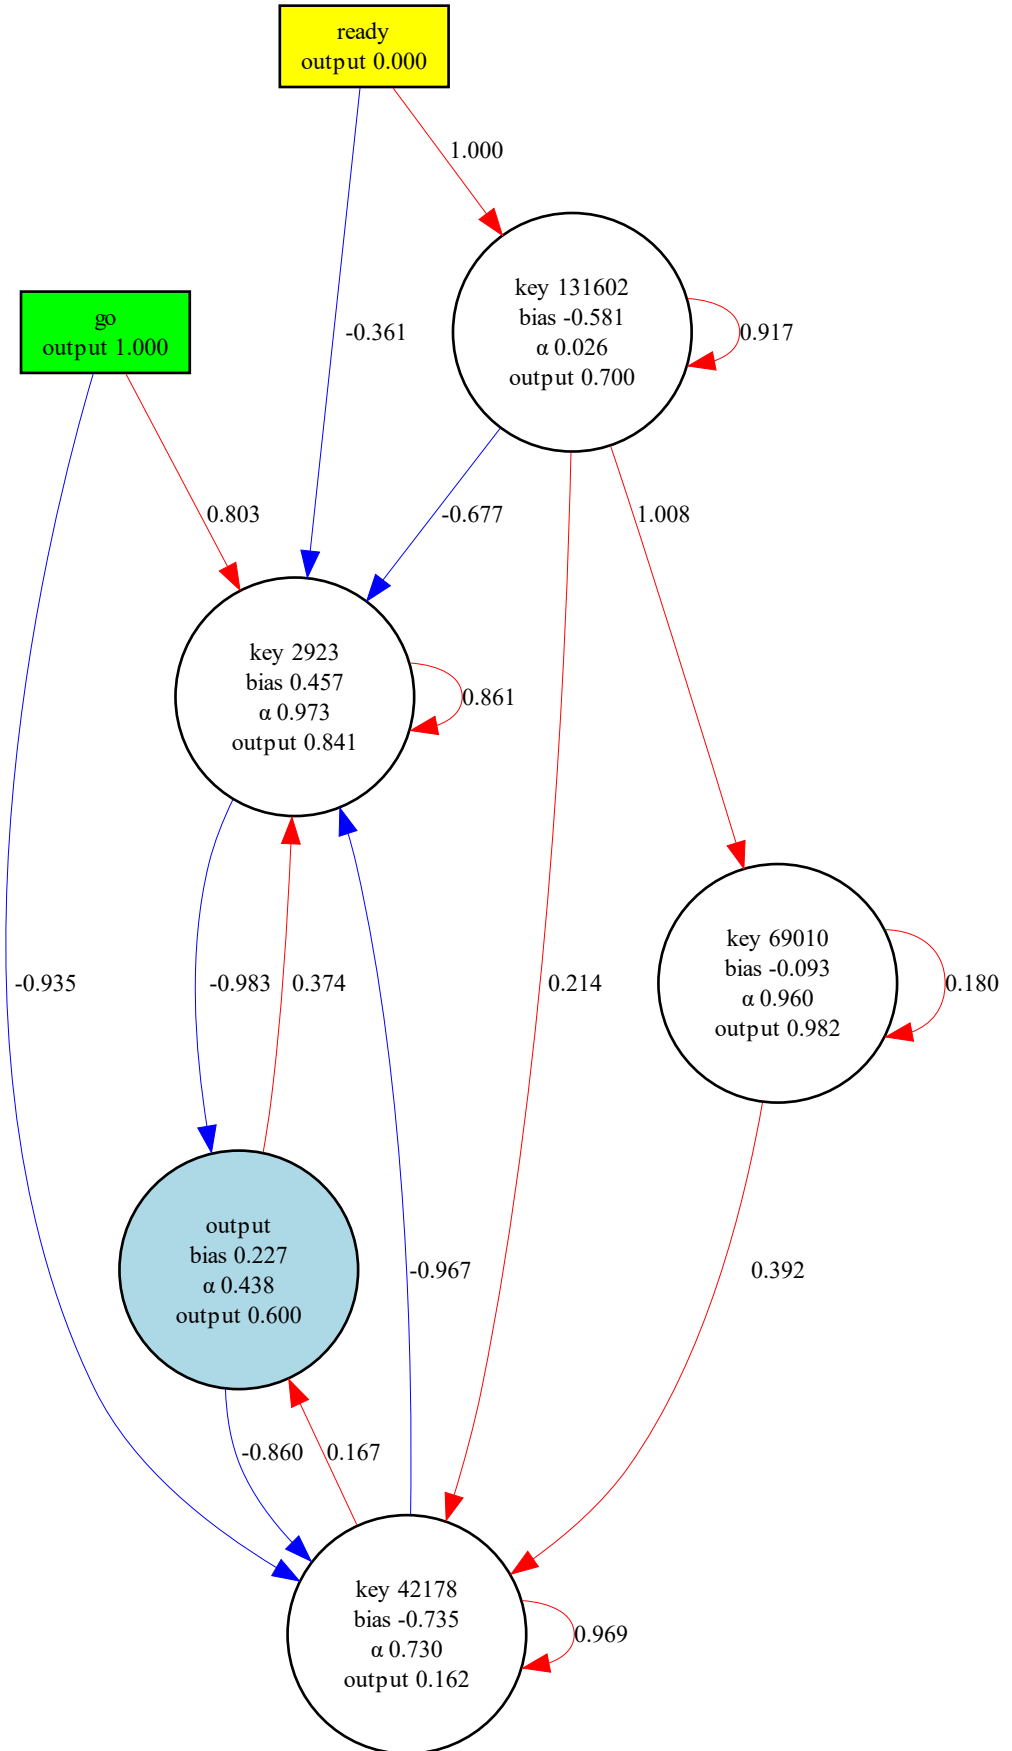 ready
output 0.000
1.000
key 131602
bias -0.581
α 0.026
output 0.700
0.917
go
output 1.000
-0.361
0.803
-0.677
1.008
key 2923
bias 0.457
α 0.973
output 0.841
0.861
key 69010
bias -0.093
α 0.960
output 0.982
0.180
-0.935
-0.983
0.374
0.214
output
bias 0.227
α 0.438
output 0.600
-0.967
0.392
-0.860
0.167
key 42178
bias -0.735
α 0.730
output 0.162
0.969